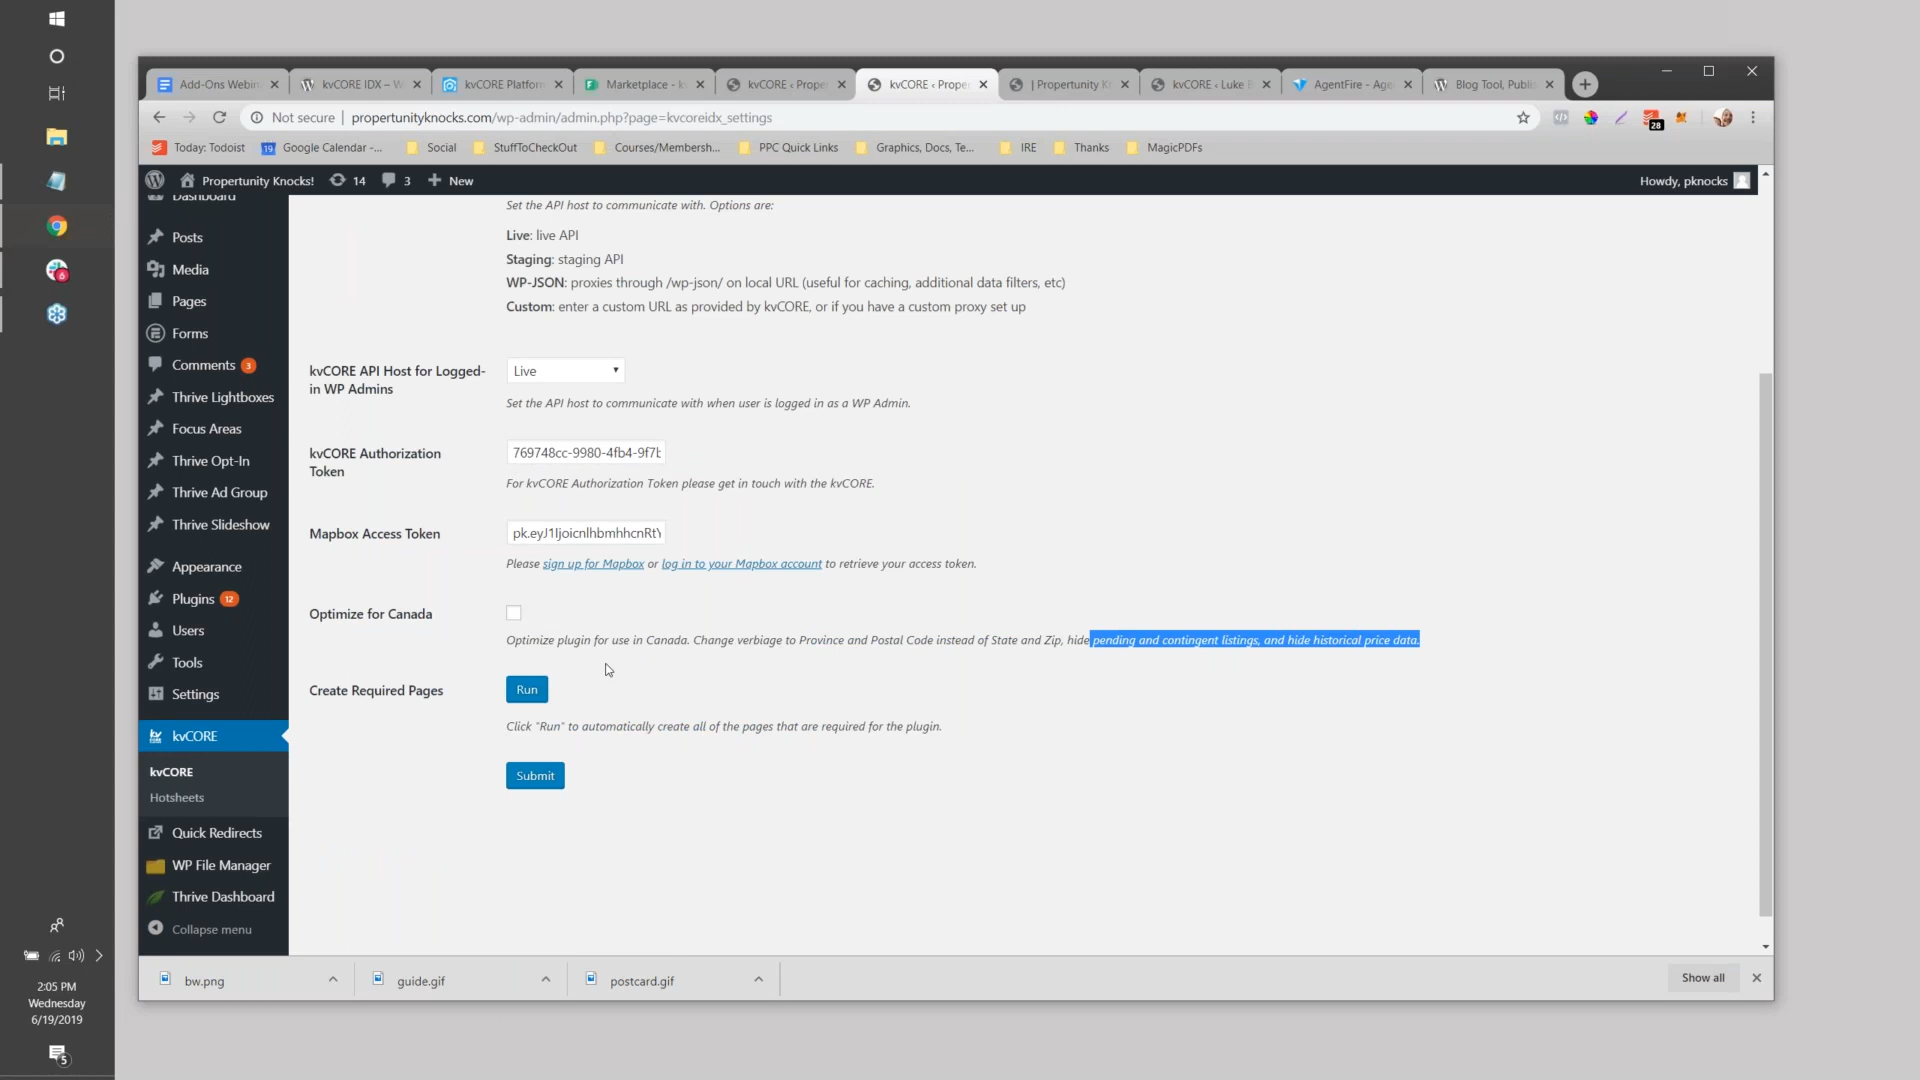 Add-Ons Webin
kvCORE IDX – W
kvCORE Platform
Marketplace - k
kvCORE ‹ Proper
kvCORE ‹ Proper
| Propertunity K
kvCORE ‹ Luke
AgentFire - Age
Blog Tool, Publis
Not secure | propertunityknocks.com/wp-admin/admin.php?page=kvcoreidx_settings
28
Today: Todoist
19 Google Calendar -...
Social
StuffToCheckOut
Courses/Membersh...
PPC Quick Links
Graphics, Docs, Te...
IRE
Thanks
MagicPDFs
Propertunity Knocks!
14
3
New
Howdy, pknocks
Dashboard
Posts
Media
Pages
Forms
Comments 3
Thrive Lightboxes
Focus Areas
Thrive Opt-In
Thrive Ad Group
Thrive Slideshow
Appearance
Plugins 12
Users
Tools
Settings
kvCORE
kvCORE
Hotsheets
Quick Redirects
WP File Manager
Thrive Dashboard
Collapse menu
Set the API host to communicate with. Options are:
Live: live API
Staging: staging API
WP-JSON: proxies through /wp-json/ on local URL (useful for caching, additional data filters, etc)
Custom: enter a custom URL as provided by kvCORE, or if you have a custom proxy set up
kvCORE API Host for Logged-
in WP Admins
Live
Set the API host to communicate with when user is logged in as a WP Admin.
kvCORE Authorization
Token
769748cc-9980-4fb4-9f7b
For kvCORE Authorization Token please get in touch with the kvCORE.
Mapbox Access Token
pk.eyJ1IjoicnlhbmhhcnRtY
Please sign up for Mapbox or log in to your Mapbox account to retrieve your access token.
Optimize for Canada
Optimize plugin for use in Canada. Change verbiage to Province and Postal Code instead of State and Zip, hide pending and contingent listings, and hide historical price data.
Create Required Pages
Run
Click "Run" to automatically create all of the pages that are required for the plugin.
Submit
bw.png
guide.gif
postcard.gif
Show all
6
2:05 PM
Wednesday
6/19/2019
5